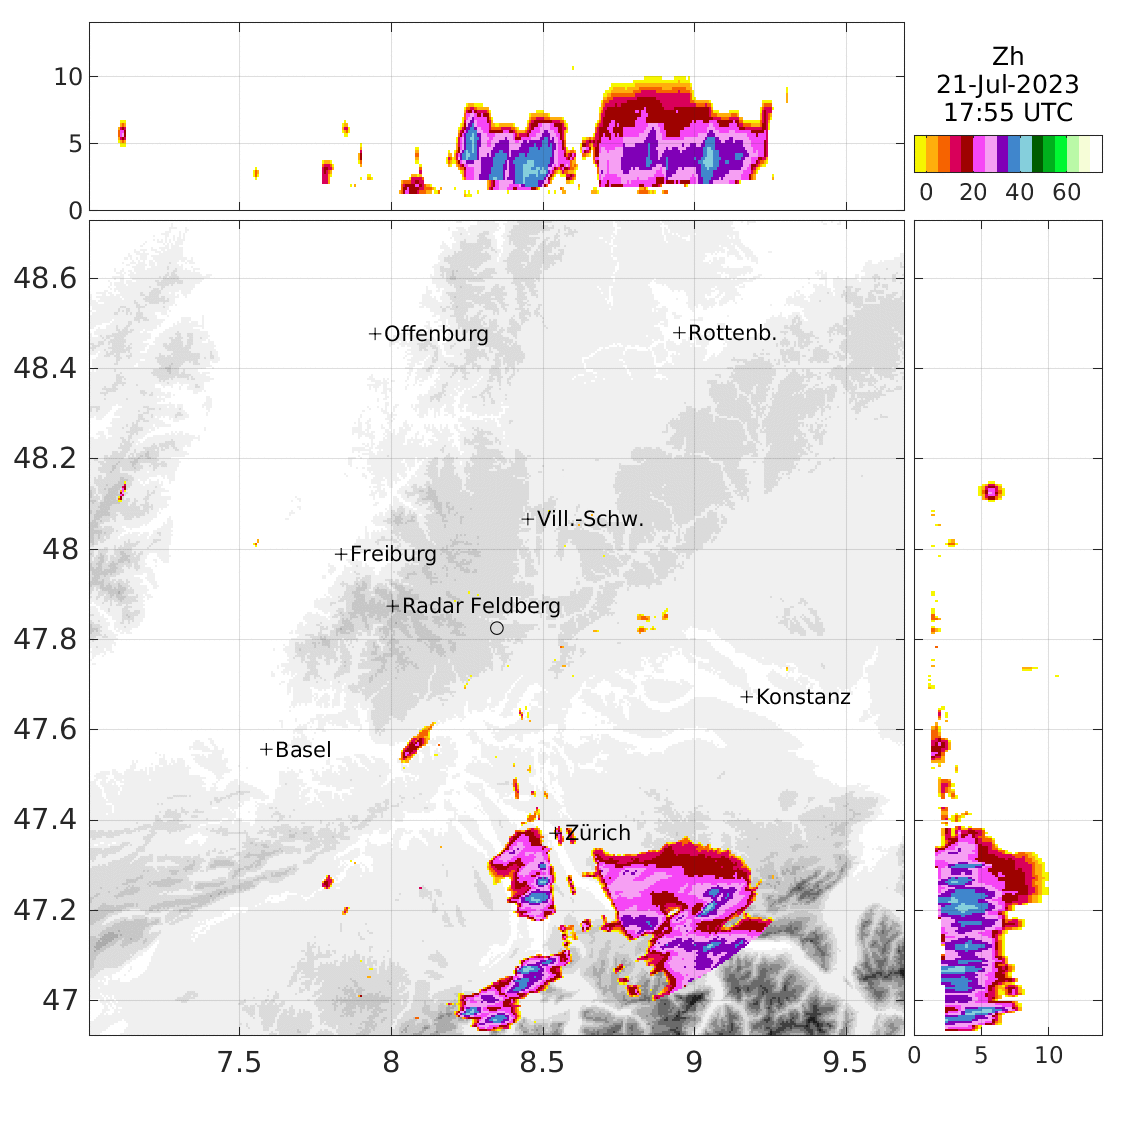 Zh
21-Jul-2023
17:55 UTC
0 20 40 60
10
5
0
48.6
48.4
48.2
48
47.8
47.6
47.4
47.2
47
+Offenburg
+Rottenb.
+Vill.-Schw.
+Freiburg
+Radar Feldberg
+Konstanz
+Basel
+Zürich
7.5 8 8.5 9 9.5
0 5 10